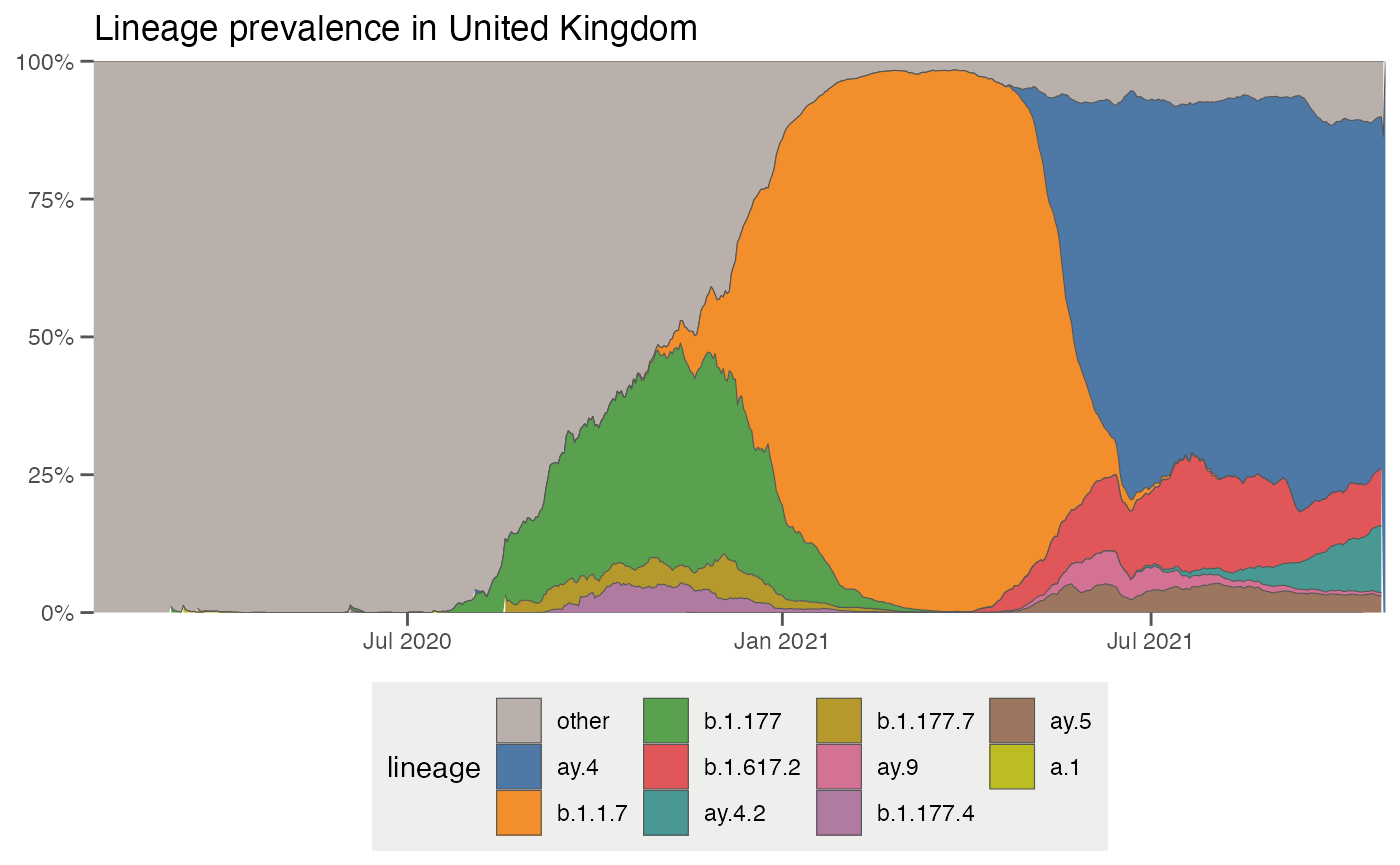 Lineage prevalence in United Kingdom
100%
75%
50%
25%
0%
Jul 2020 Jan 2021 Jul 2021
lineage
other b.1.177 b.1.177.7 ay.5
ay.4 b.1.617.2 ay.9 a.1
b.1.1.7 ay.4.2 b.1.177.4